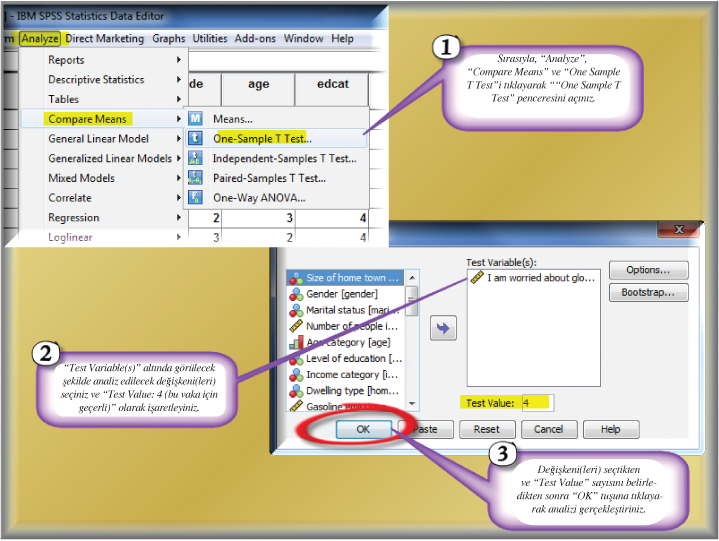 ] - IBM SPSS Statistics Data Editor
rm Analyze Direct Marketing Graphs Utilities Add-ons Window Help
Reports
Descriptive Statistics
Tables
Compare Means
General Linear Model
Generalized Linear Models
Mixed Models
Correlate
Regression
Loglinear
de age edcat
Means...
One-Sample T Test...
Independent-Samples T Test...
Paired-Samples T Test...
One-Way ANOVA...
2 3 4
3 2 4
1
Sırasıyla, “Analyze”,
“Compare Means” ve “One Sample
T Test”i tıklayarak ““One Sample T
Test” penceresini açınız.
Test Variable(s):
Size of home town ...
Gender [gender]
Marital status [mari...
Number of people i...
Age category [age]
Level of education [...
Income category [i...
Dwelling type [hom...
Gasoline
I am worried about glo...
Options...
Bootstrap...
Test Value: 4
OK Paste Reset Cancel Help
2
“Test Variable(s)” altında görülecek
şekilde analiz edilecek değişkeni(leri)
seçiniz ve “Test Value: 4 (bu vaka için
geçerli)” olarak işaretleyiniz.
3
Değişkeni(leri) seçtikten
ve “Test Value” sayısını belirle-
dikten sonra “OK” tuşuna tıklaya-
rak analizi gerçekleştiriniz.